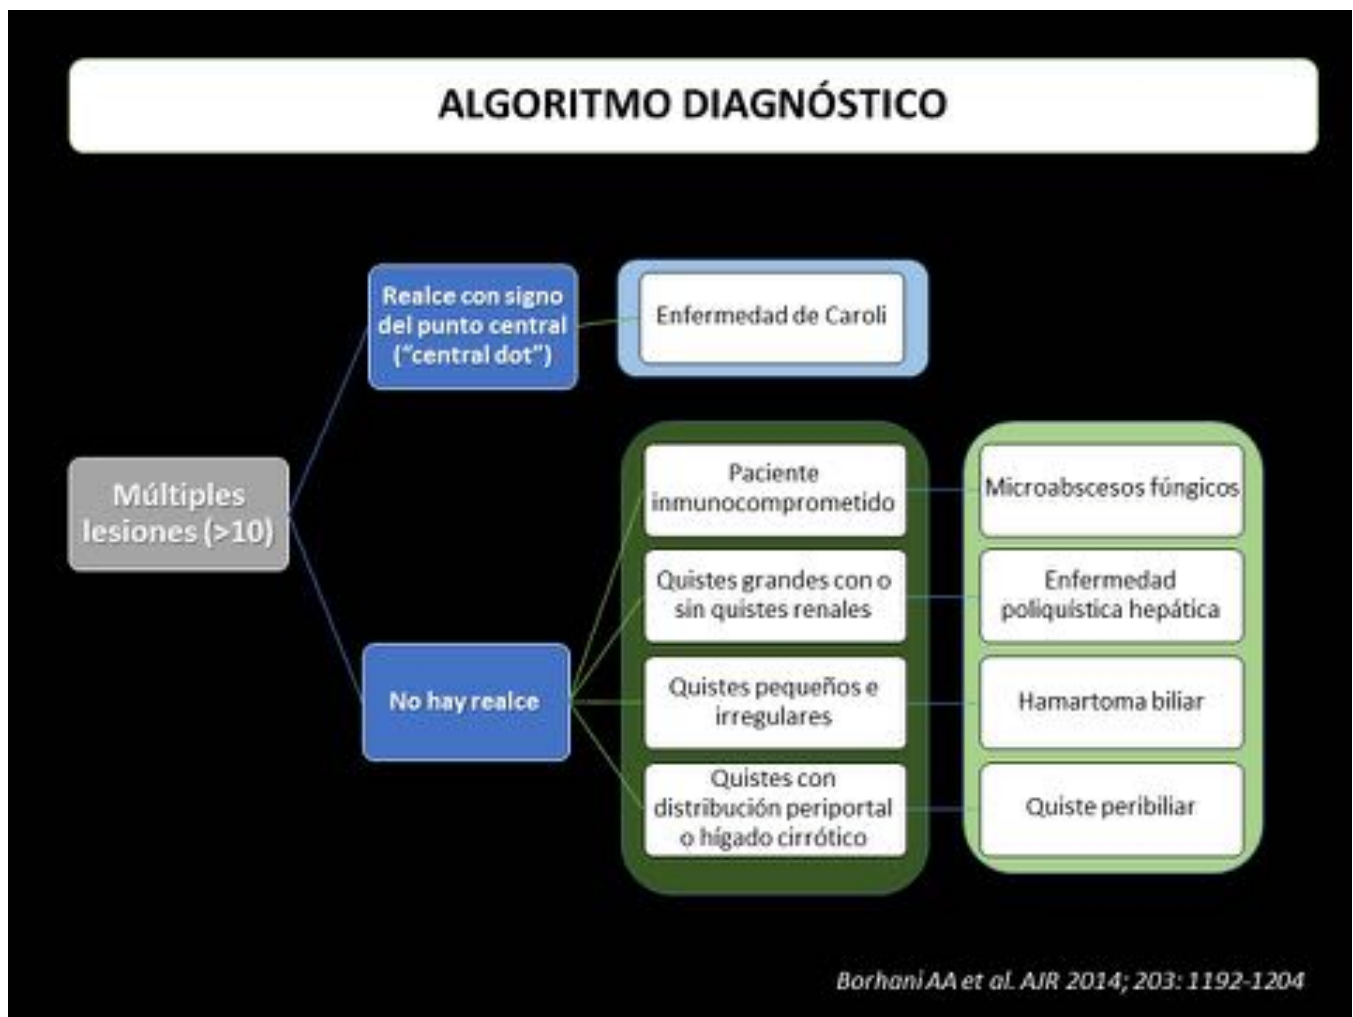 ALGORITMO DIAGNÓSTICO
Realce con signo
del punto central
("central dot")
Enfermedad de Caroli
Múltiples
lesiones (>10)
Paciente
inmunocomprometido
Microabscesos fúngicos
Quistes grandes con o
sin quistes renales
Enfermedad
poliquística hepática
No hay realce
Quistes pequeños e
irregulares
Hamartoma biliar
Quistes con
distribución periportal
o hígado cirrótico
Quiste peribiliar
Borhani AA et al. AJR 2014; 203: 1192-1204